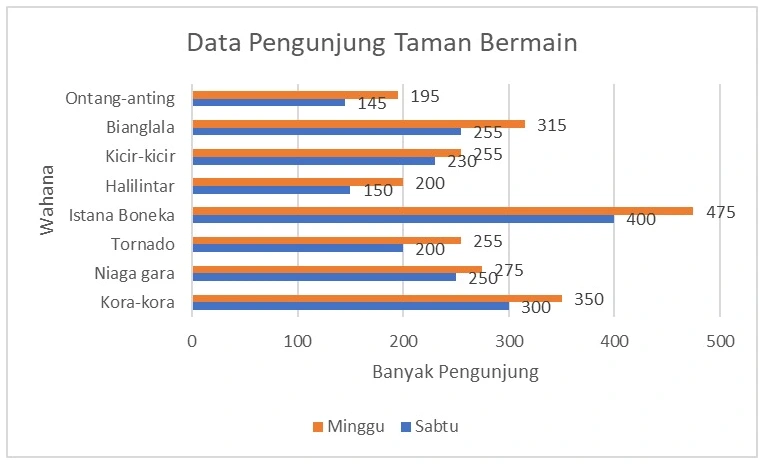 Data Pengunjung Taman Bermain
Wahana
Ontang-anting 195
145
Bianglala 315
255
Kicir-kicir 255
230
Halilintar 200
150
Istana Boneka 475
400
Tornado 255
200
Niaga gara 275
250
Kora-kora 350
300
0 100 200 300 400 500
Banyak Pengunjung
Minggu Sabtu